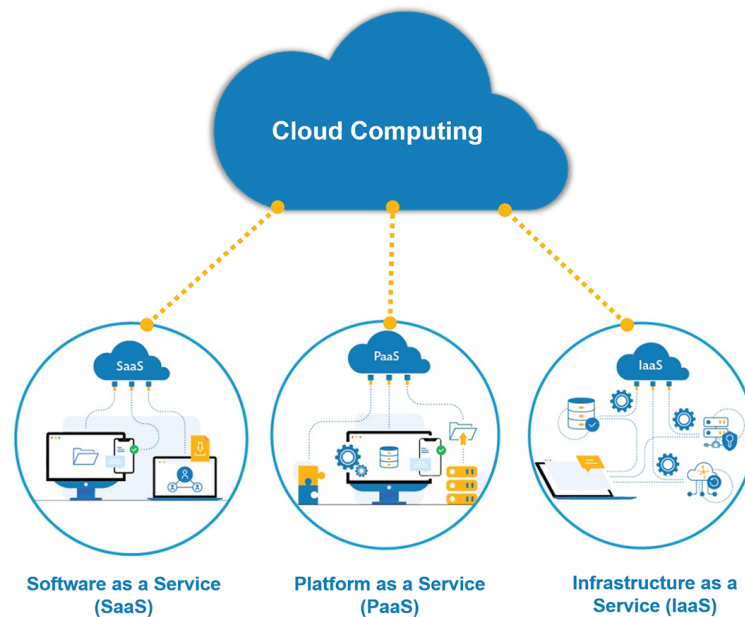 Cloud Computing
SaaS
PaaS
IaaS
Software as a Service
(SaaS)
Platform as a Service
(PaaS)
Infrastructure as a
Service (IaaS)